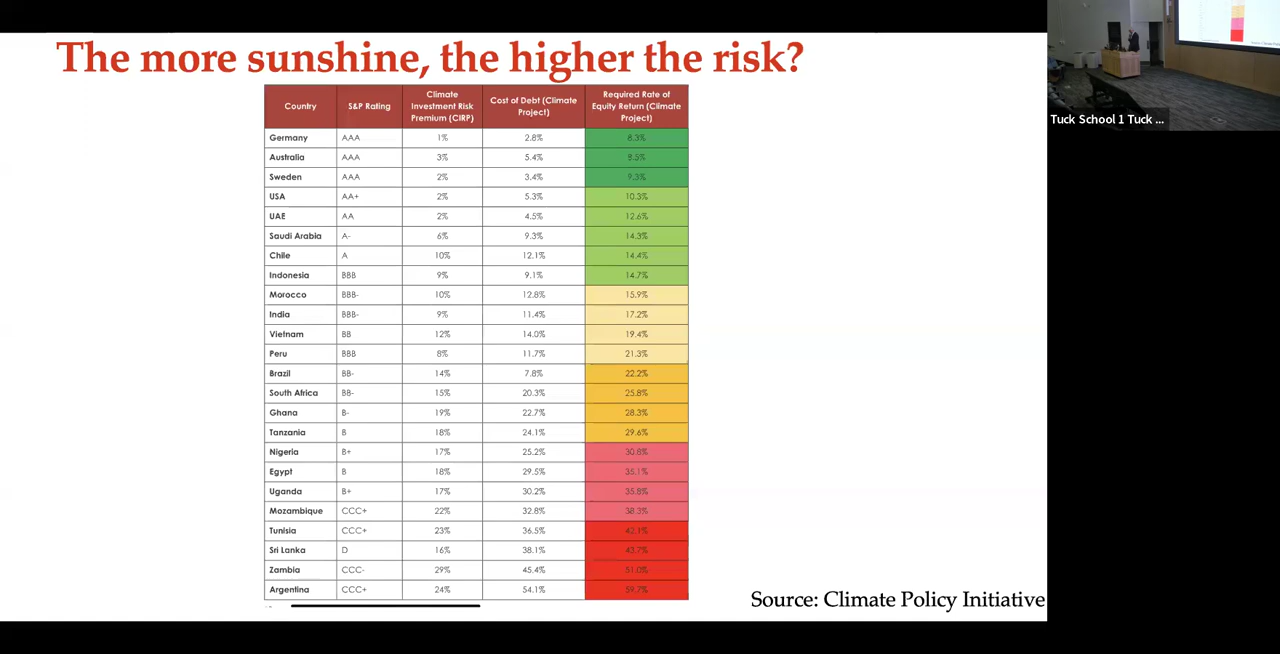 The more sunshine, the higher the risk?
Country S&P Rating Climate Investment Risk Premium (CIRP) Cost of Debt (Climate Project) Required Rate of Equity Return (Climate Project)
Germany AAA 1% 2.8% 8.3%
Australia AAA 3% 5.4% 8.5%
Sweden AAA 2% 3.4% 9.3%
USA AA+ 2% 5.3% 10.3%
UAE AA 2% 4.5% 12.6%
Saudi Arabia A- 6% 9.3% 14.3%
Chile A 10% 12.1% 14.4%
Indonesia BBB 9% 9.1% 14.7%
Morocco BBB- 10% 12.8% 15.9%
India BBB- 9% 11.4% 17.2%
Vietnam BB 12% 14.0% 19.4%
Peru BBB 8% 11.7% 21.3%
Brazil BB- 14% 7.8% 22.2%
South Africa BB- 15% 20.3% 25.8%
Ghana B- 19% 22.7% 28.3%
Tanzania B 18% 24.1% 29.6%
Nigeria B+ 17% 25.2% 30.8%
Egypt B 18% 29.5% 35.1%
Uganda B+ 17% 30.2% 35.8%
Mozambique CCC+ 22% 32.8% 38.3%
Tunisia CCC+ 23% 36.5% 42.1%
Sri Lanka D 16% 38.1% 43.7%
Zambia CCC- 29% 45.4% 51.0%
Argentina CCC+ 24% 54.1% 59.7%
Source: Climate Policy Initiative
Tuck School 1 Tuck ...